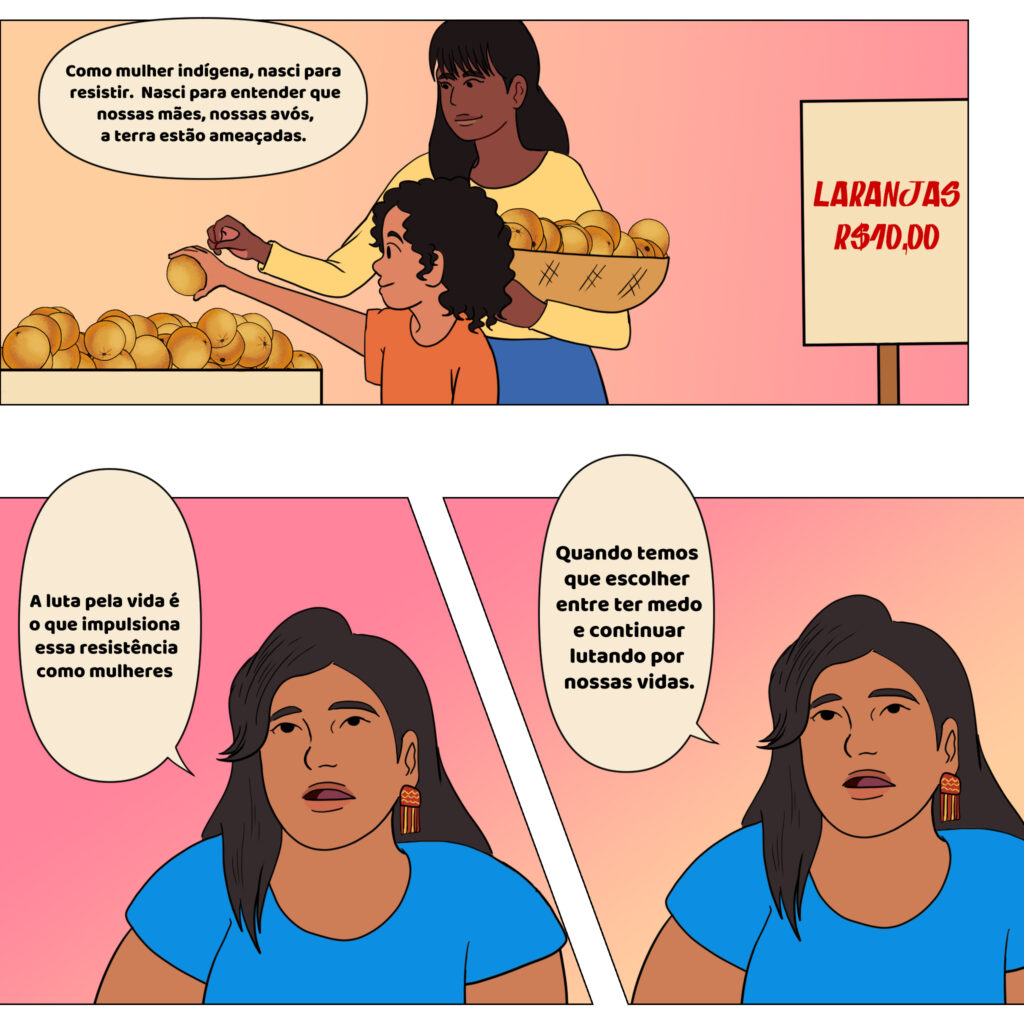 Como mulher indígena, nasci para
resistir. Nasci para entender que
nossas mães, nossas avós,
a terra estão ameaçadas.
LARANJAS
R$10,00
A luta pela vida é
o que impulsiona
essa resistência
como mulheres
Quando temos
que escolher
entre ter medo
e continuar
lutando por
nossas vidas.